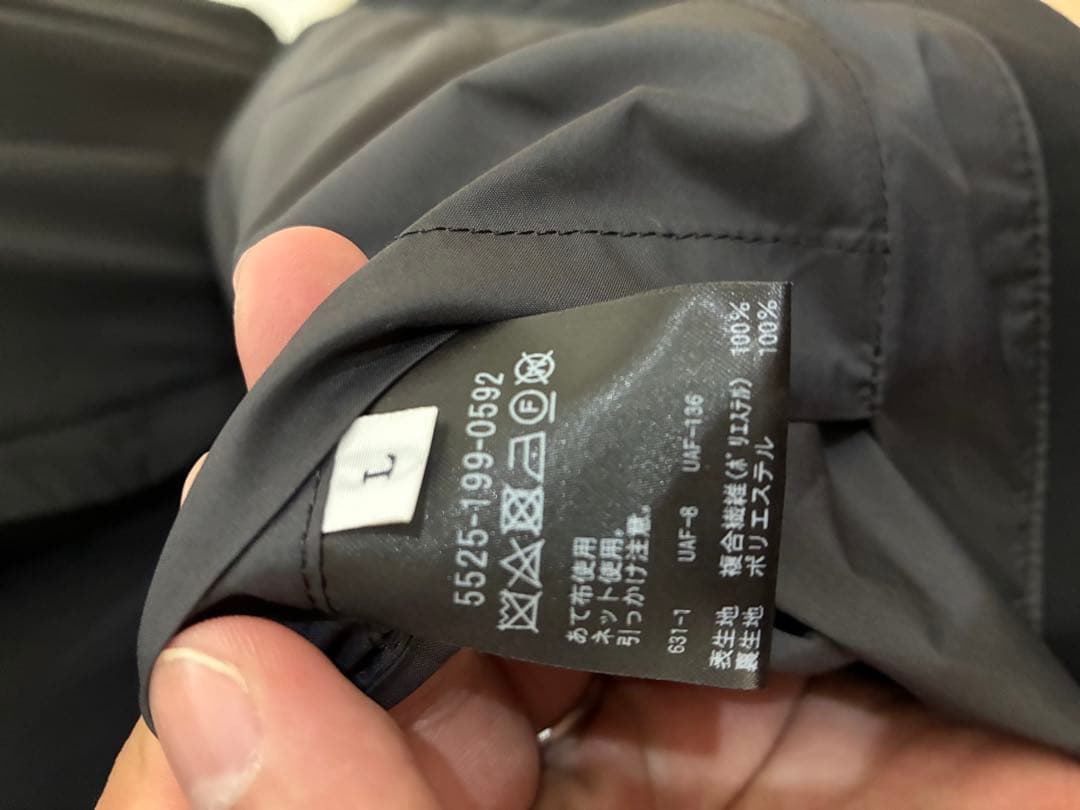 L
5525-199-0592
F W
あて布使用
ネット使用。
引っかけ注意。
631-1 UAF-8 UAF-136
表生地 複合繊維(ポリエステル) 100%
裏生地 ポリエステル 100%